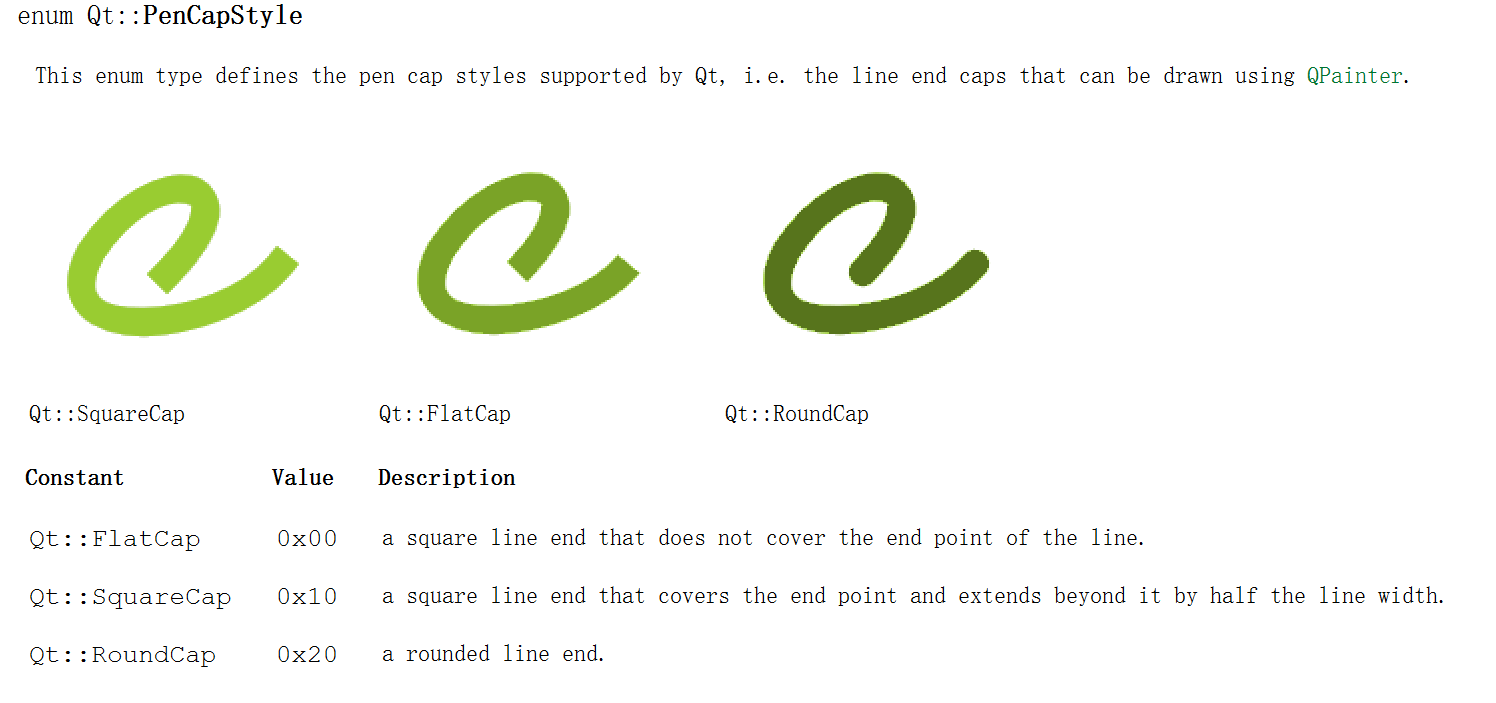 enum Qt::PenCapStyle
This enum type defines the pen cap styles supported by Qt, i.e. the line end caps that can be drawn using QPainter.
Qt::SquareCap Qt::FlatCap Qt::RoundCap
Constant Value Description
Qt::FlatCap 0x00 a square line end that does not cover the end point of the line.
Qt::SquareCap 0x10 a square line end that covers the end point and extends beyond it by half the line width.
Qt::RoundCap 0x20 a rounded line end.